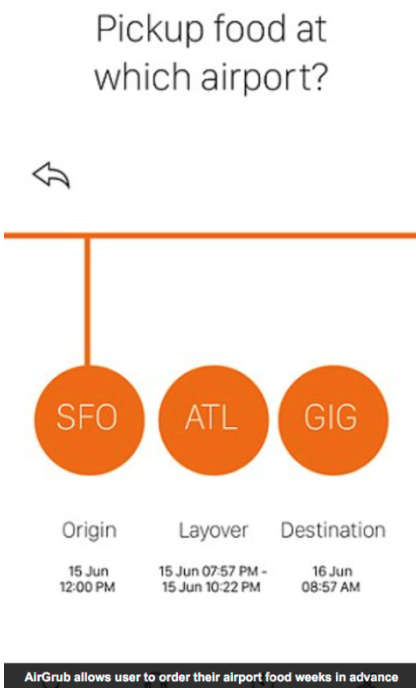 Pickup food at
which airport?
SFO
ATL
GIG
Origin
Layover
Destination
15 Jun
12:00 PM
15 Jun 07:57 PM -
15 Jun 10:22 PM
16 Jun
08:57 AM
AirGrub allows user to order their airport food weeks in advance